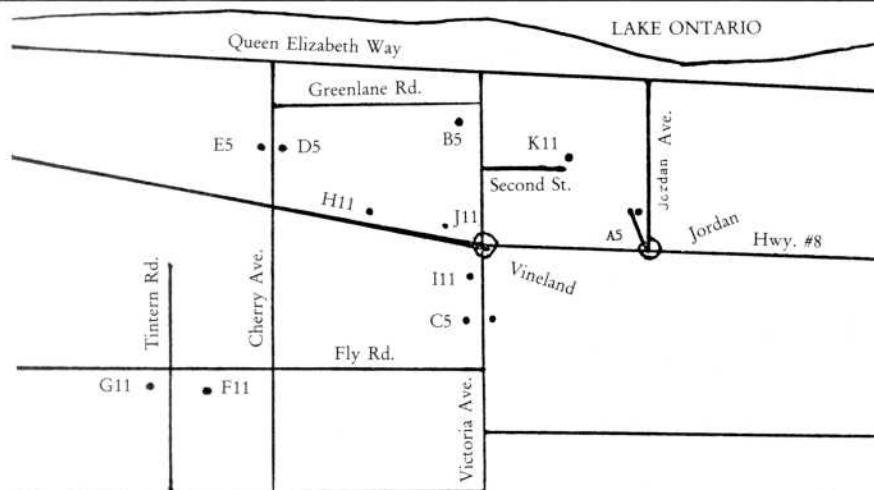 LAKE ONTARIO
Queen Elizabeth Way
Greenlane Rd.
B5
E5
D5
K11
Second St.
Jordan Ave.
H11
J11
A5
Jordan
Hwy. #8
Vineland
I11
C5
Tintern Rd.
Cherry Ave.
Fly Rd.
G11
F11
Victoria Ave.